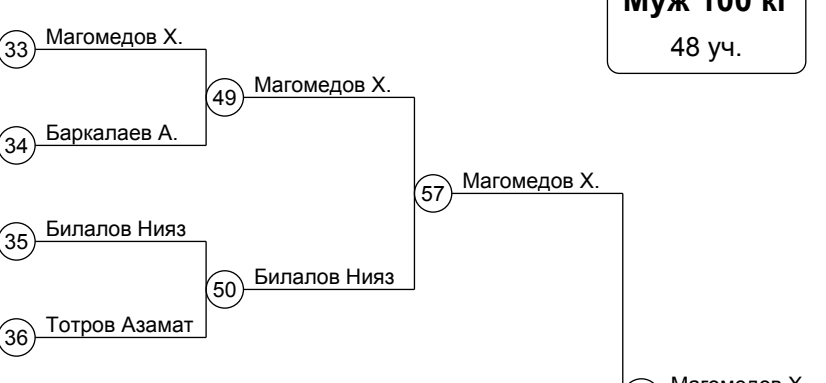 Муж 100 кг
48 уч.
33 Магомедов Х.
49 Магомедов Х.
34 Баркалаев А.
57 Магомедов Х.
35 Билалов Нияз
50 Билалов Нияз
36 Тотров Азамат
Магомедов Х